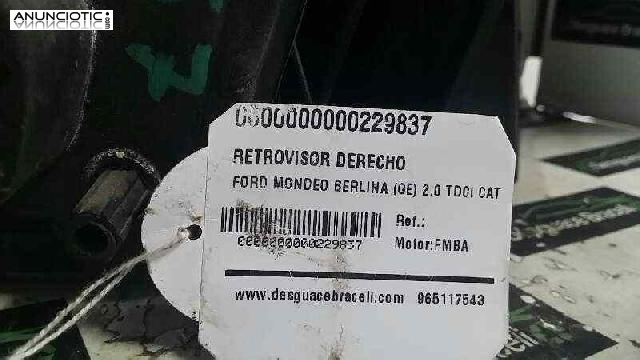 ANUNCIOTIC.es
0000000000229837
RETROVISOR DERECHO
FORD MONDEO BERLINA (GE) 2.0 TDCI CAT
Ref.:
0000000000229837
Motor:FMBA
www.desguacebraceli.com 965117543